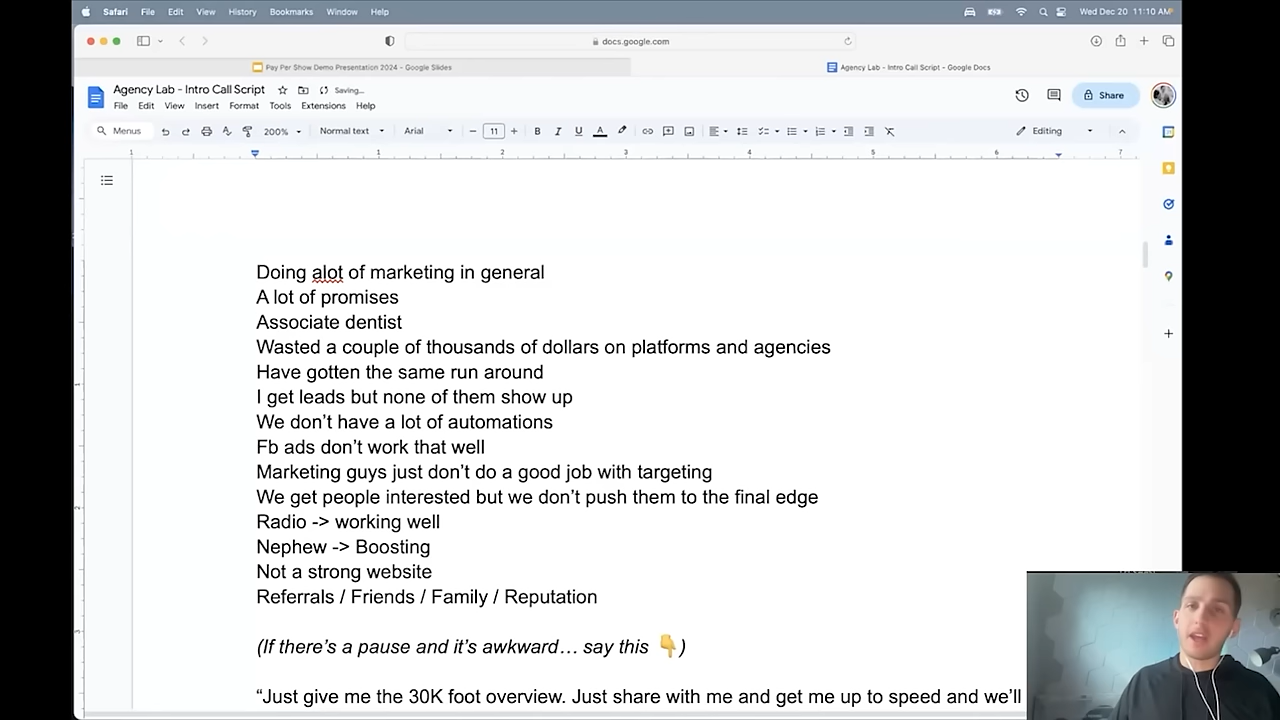 Safari File Edit View History Bookmarks Window Help Wed Dec 20 11:10 AM
docs.google.com
Pay Per Show Demo Presentation 2024 - Google Slides Agency Lab - Intro Call Script - Google Docs
Agency Lab - Intro Call Script Saving...
File Edit View Insert Format Tools Extensions Help
Share
Menus 200% Normal text Arial 11 B I U A Editing
1 1 2 3 4 5 6 7
Doing alot of marketing in general
A lot of promises
Associate dentist
Wasted a couple of thousands of dollars on platforms and agencies
Have gotten the same run around
I get leads but none of them show up
We don’t have a lot of automations
Fb ads don’t work that well
Marketing guys just don’t do a good job with targeting
We get people interested but we don’t push them to the final edge
Radio -> working well
Nephew -> Boosting
Not a strong website
Referrals / Friends / Family / Reputation
(If there’s a pause and it’s awkward… say this 👇)
“Just give me the 30K foot overview. Just share with me and get me up to speed and we’ll